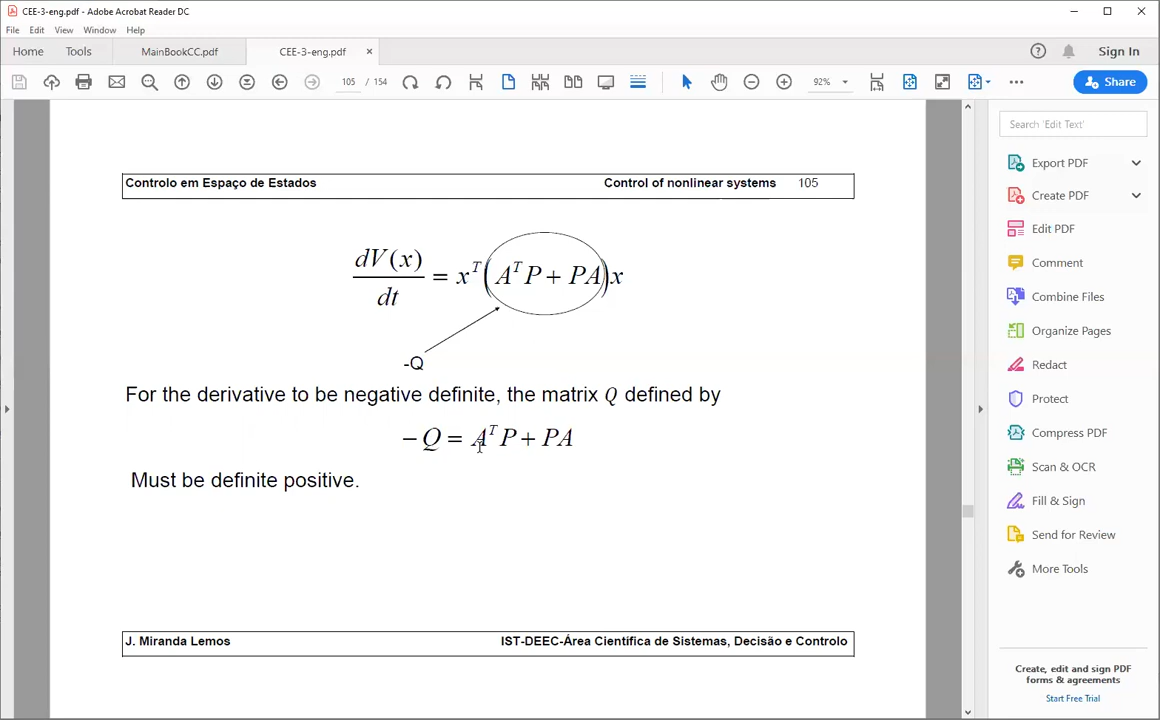 CEE-3-eng.pdf - Adobe Acrobat Reader DC
File Edit View Window Help
Home Tools MainBookCC.pdf CEE-3-eng.pdf × Sign In
105 / 154 92% Share
Search 'Edit Text'
Export PDF
Create PDF
Edit PDF
Comment
Combine Files
Organize Pages
Redact
Protect
Compress PDF
Scan & OCR
Fill & Sign
Send for Review
More Tools
Create, edit and sign PDF
forms & agreements
Start Free Trial
Controlo em Espaço de Estados Control of nonlinear systems 105
dV(x)/dt = x^T(A^T P + PA)x
-Q
For the derivative to be negative definite, the matrix Q defined by
− Q = A^T P + PA
Must be definite positive.
J. Miranda Lemos IST-DEEC-Área Científica de Sistemas, Decisão e Controlo